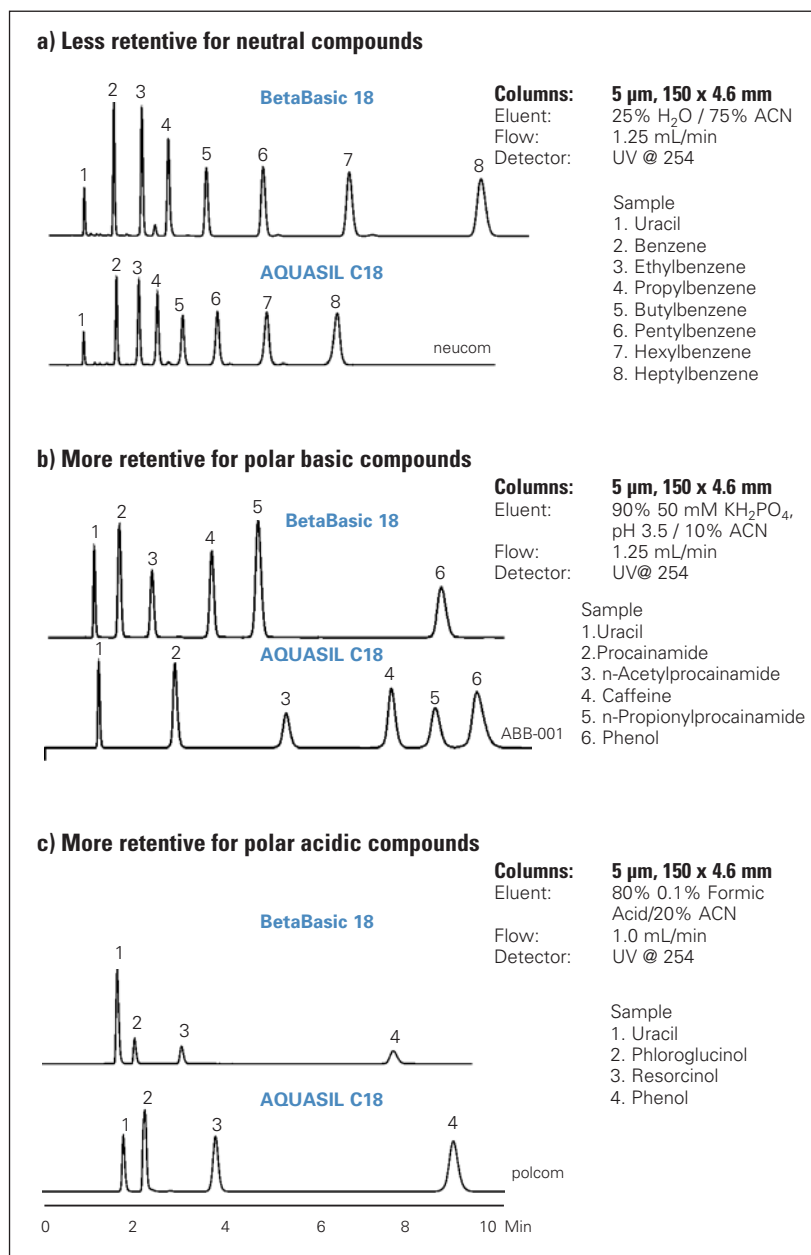 a) Less retentive for neutral compounds
BetaBasic 18
1
2
3
4
5
6
7
8
Columns: 5 µm, 150 x 4.6 mm
Eluent: 25% H₂O / 75% ACN
Flow: 1.25 mL/min
Detector: UV @ 254
AQUASIL C18
1
2
3
4
5
6
7
8
neucom
Sample
1. Uracil
2. Benzene
3. Ethylbenzene
4. Propylbenzene
5. Butylbenzene
6. Pentylbenzene
7. Hexylbenzene
8. Heptylbenzene
b) More retentive for polar basic compounds
BetaBasic 18
1
2
3
4
5
6
Columns: 5 µm, 150 x 4.6 mm
Eluent: 90% 50 mM KH₂PO₄,
pH 3.5 / 10% ACN
Flow: 1.25 mL/min
Detector: UV@ 254
AQUASIL C18
1
2
3
4
5
6
ABB-001
Sample
1.Uracil
2.Procainamide
3. n-Acetylprocainamide
4. Caffeine
5. n-Propionylprocainamide
6. Phenol
c) More retentive for polar acidic compounds
BetaBasic 18
1
2
3
4
Columns: 5 µm, 150 x 4.6 mm
Eluent: 80% 0.1% Formic
Acid/20% ACN
Flow: 1.0 mL/min
Detector: UV @ 254
AQUASIL C18
1
2
3
4
polcom
Sample
1. Uracil
2. Phloroglucinol
3. Resorcinol
4. Phenol
0 2 4 6 8 10 Min